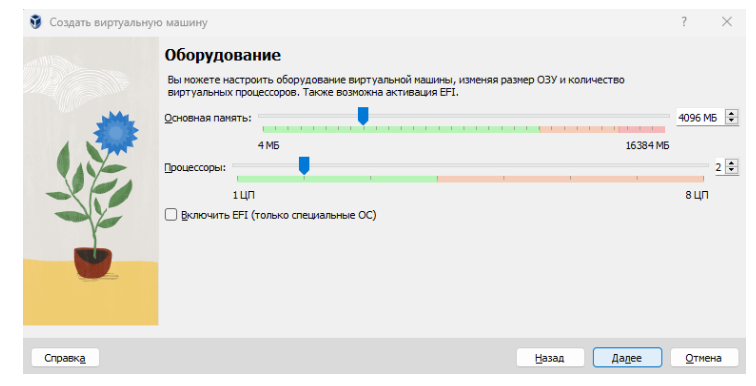 Создать виртуальную машину
?
Оборудование
Вы можете настроить оборудование виртуальной машины, изменяя размер ОЗУ и количество
виртуальных процессоров. Также возможна активация EFI.
Основная память:
4096 МБ
4 МБ
16384 МБ
Процессоры:
2
1 ЦП
8 ЦП
Включить EFI (только специальные ОС)
Справка
Назад
Далее
Отмена